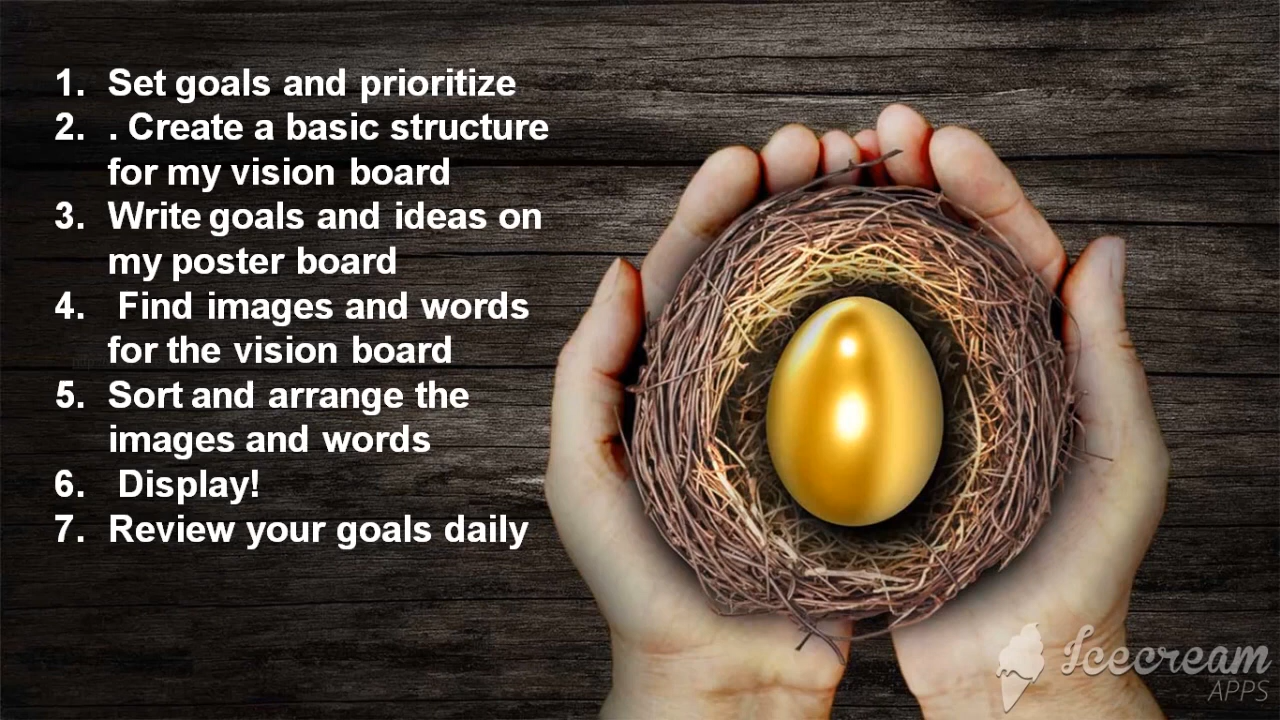 1. Set goals and prioritize
2. . Create a basic structure
for my vision board
3. Write goals and ideas on
my poster board
4. Find images and words
for the vision board
5. Sort and arrange the
images and words
6. Display!
7. Review your goals daily
Icecream
APPS